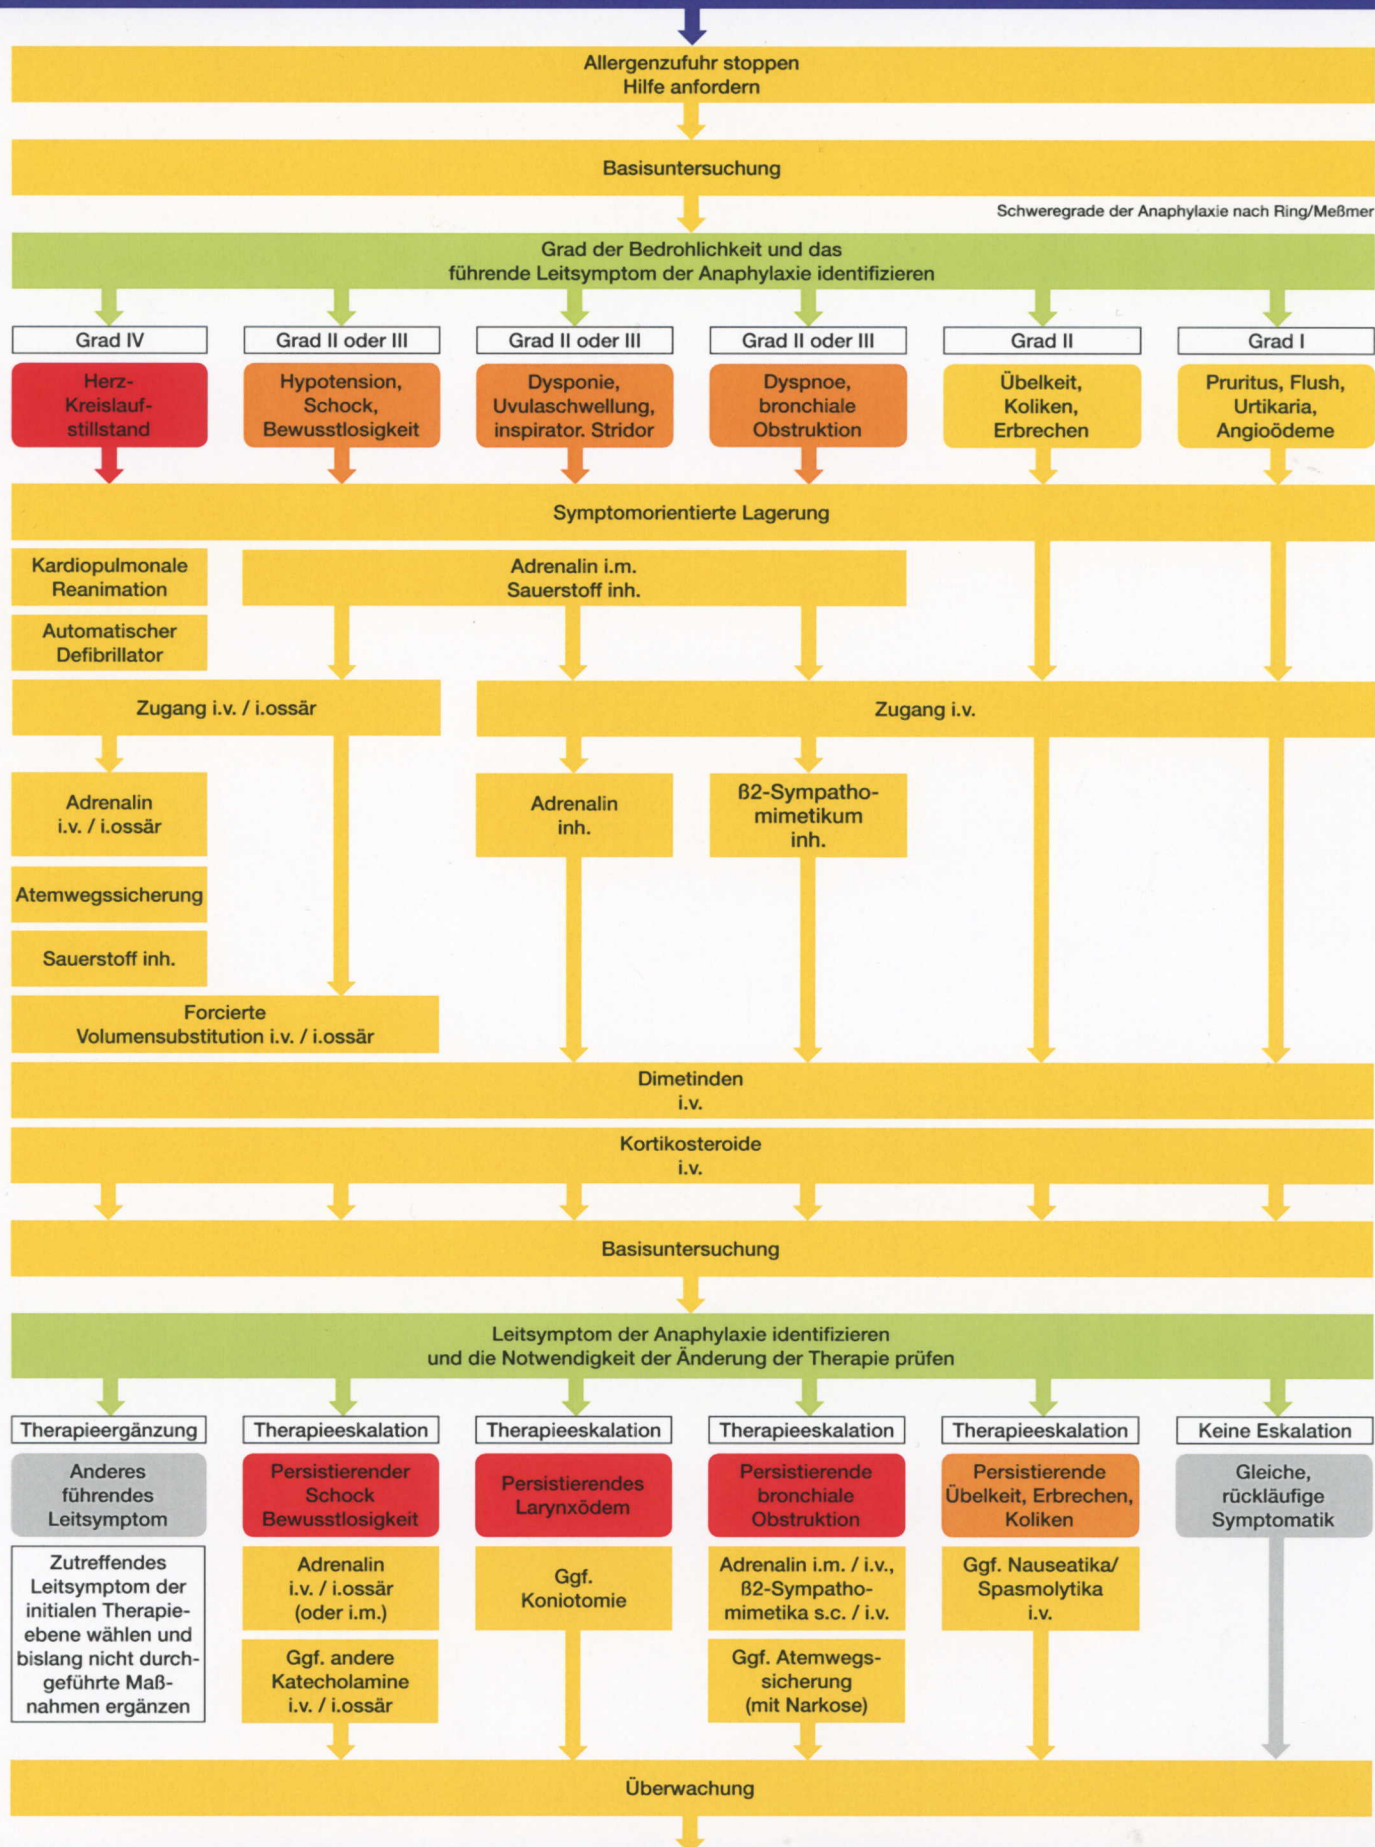 Allergenzufuhr stoppen
Hilfe anfordern
Basisuntersuchung
Schweregrade der Anaphylaxie nach Ring/Meßmer
Grad der Bedrohlichkeit und das
führende Leitsymptom der Anaphylaxie identifizieren
Grad IV
Herz-
Kreislauf-
stillstand
Grad II oder III
Hypotension,
Schock,
Bewusstlosigkeit
Grad II oder III
Dysponie,
Uvulaschwellung,
inspirator. Stridor
Grad II oder III
Dyspnoe,
bronchiale
Obstruktion
Grad II
Übelkeit,
Koliken,
Erbrechen
Grad I
Pruritus, Flush,
Urtikaria,
Angioödeme
Symptomorientierte Lagerung
Kardiopulmonale
Reanimation
Adrenalin i.m.
Sauerstoff inh.
Automatischer
Defibrillator
Zugang i.v. / i.ossär
Zugang i.v.
Adrenalin
i.v. / i.ossär
Adrenalin
inh.
ß2-Sympatho-
mimetikum
inh.
Atemwegssicherung
Sauerstoff inh.
Forcierte
Volumensubstitution i.v. / i.ossär
Dimetinden
i.v.
Kortikosteroide
i.v.
Basisuntersuchung
Leitsymptom der Anaphylaxie identifizieren
und die Notwendigkeit der Änderung der Therapie prüfen
Therapieergänzung
Anderes
führendes
Leitsymptom
Zutreffendes
Leitsymptom der
initialen Therapie-
ebene wählen und
bislang nicht durch-
geführte Maß-
nahmen ergänzen
Therapieeskalation
Persistierender
Schock
Bewusstlosigkeit
Adrenalin
i.v. / i.ossär
(oder i.m.)
Ggf. andere
Katecholamine
i.v. / i.ossär
Therapieeskalation
Persistierendes
Larynxödem
Ggf.
Koniotomie
Therapieeskalation
Persistierende
bronchiale
Obstruktion
Adrenalin i.m. / i.v.,
ß2-Sympatho-
mimetika s.c. / i.v.
Ggf. Atemwegs-
sicherung
(mit Narkose)
Therapieeskalation
Persistierende
Übelkeit, Erbrechen,
Koliken
Ggf. Nauseatika/
Spasmolytika
i.v.
Keine Eskalation
Gleiche,
rückläufige
Symptomatik
Überwachung